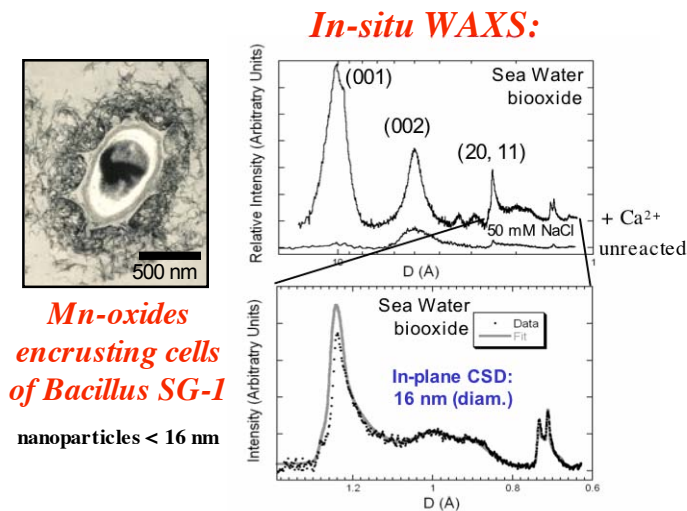 In-situ WAXS:
500 nm
Mn-oxides
encrusting cells
of Bacillus SG-1
nanoparticles < 16 nm
Relative Intensity (Arbitratry Units)
(001)
(002)
(20, 11)
Sea Water
biooxide
50 mM NaCl
+ Ca²⁺
unreacted
10
1
D (A)
Intensity (Arbitratry Units)
Sea Water
biooxide
Data
Fit
In-plane CSD:
16 nm (diam.)
1.2
1
0.8
0.6
D (A)